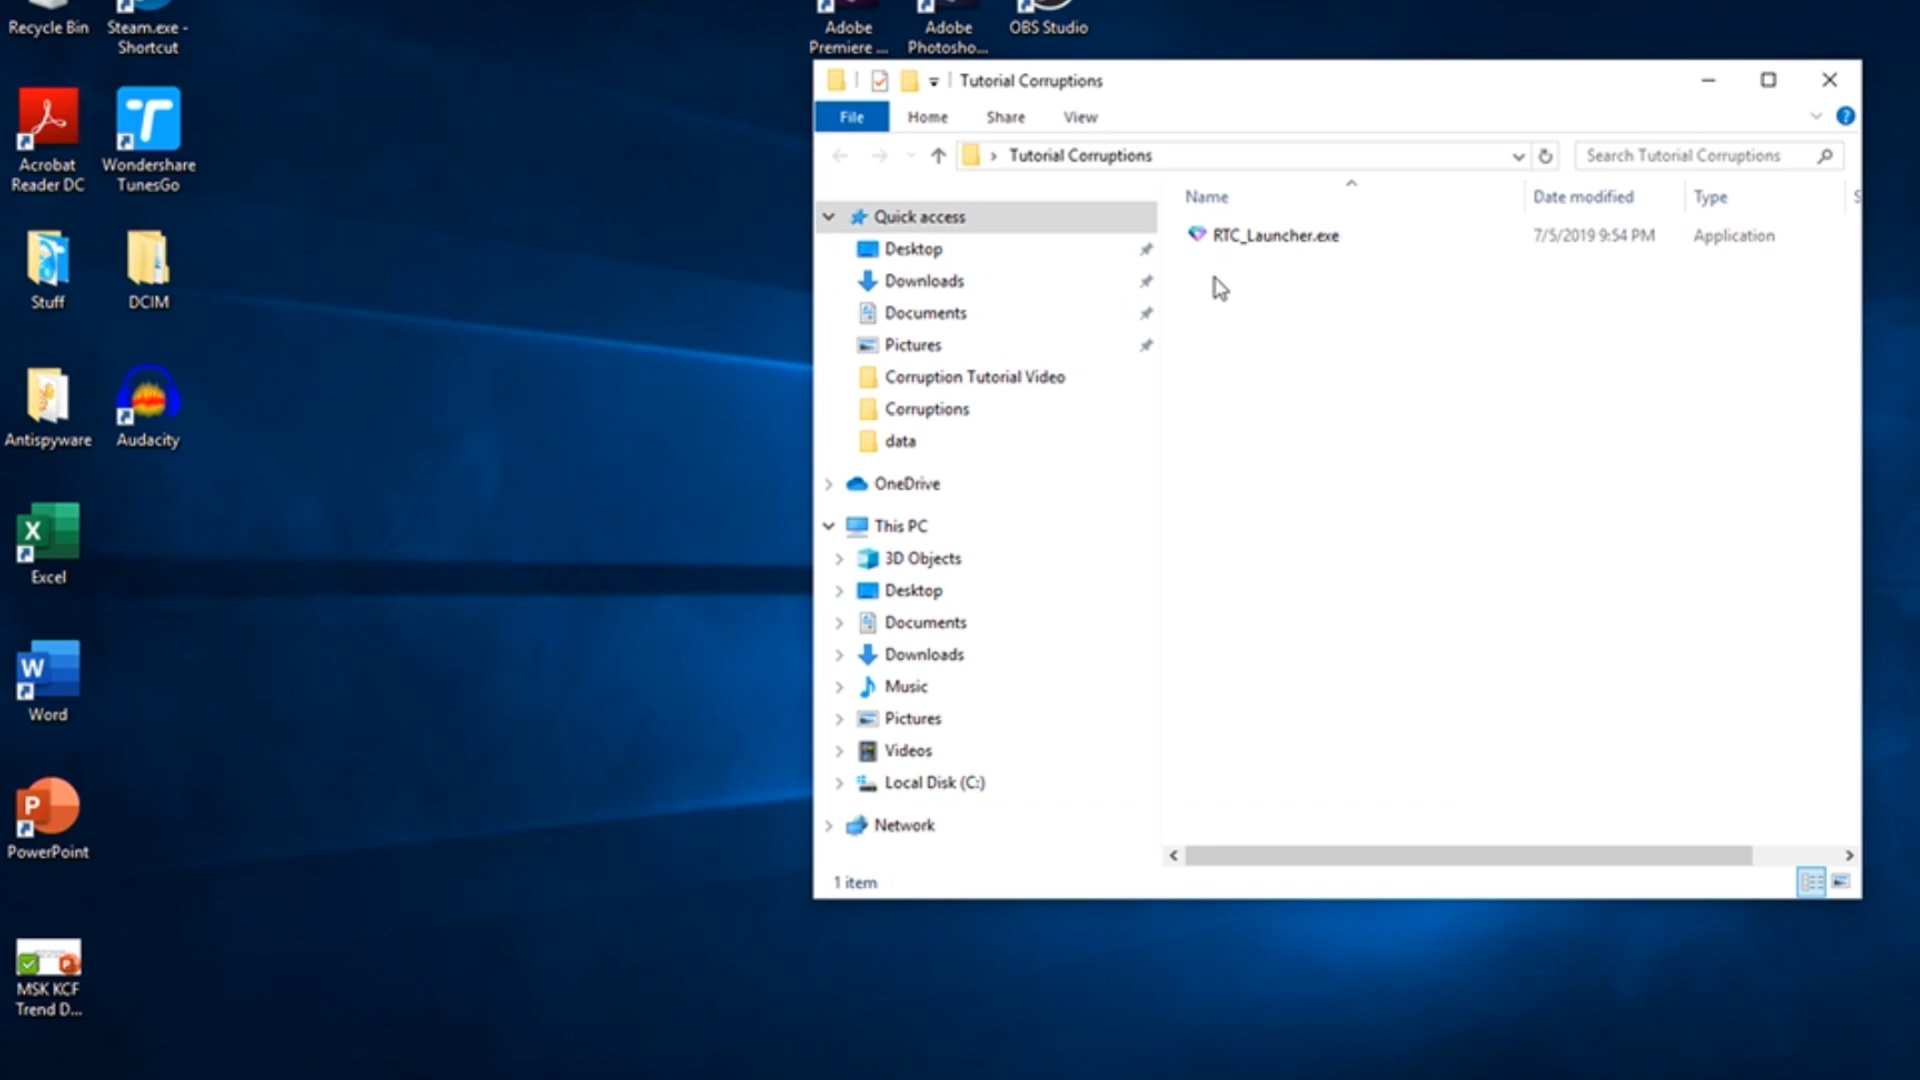 Recycle Bin
Steam.exe -
Shortcut
Adobe
Premiere ...
Adobe
Photosho...
OBS Studio
Acrobat
Reader DC
Wondershare
TunesGo
Stuff
DCIM
Antispyware
Audacity
Excel
Word
PowerPoint
MSK KCF
Trend D...
Tutorial Corruptions
File
Home
Share
View
Tutorial Corruptions
Search Tutorial Corruptions
Name
Date modified
Type
S
RTC_Launcher.exe
7/5/2019 9:54 PM
Application
Quick access
Desktop
Downloads
Documents
Pictures
Corruption Tutorial Video
Corruptions
data
OneDrive
This PC
3D Objects
Desktop
Documents
Downloads
Music
Pictures
Videos
Local Disk (C:)
Network
1 item